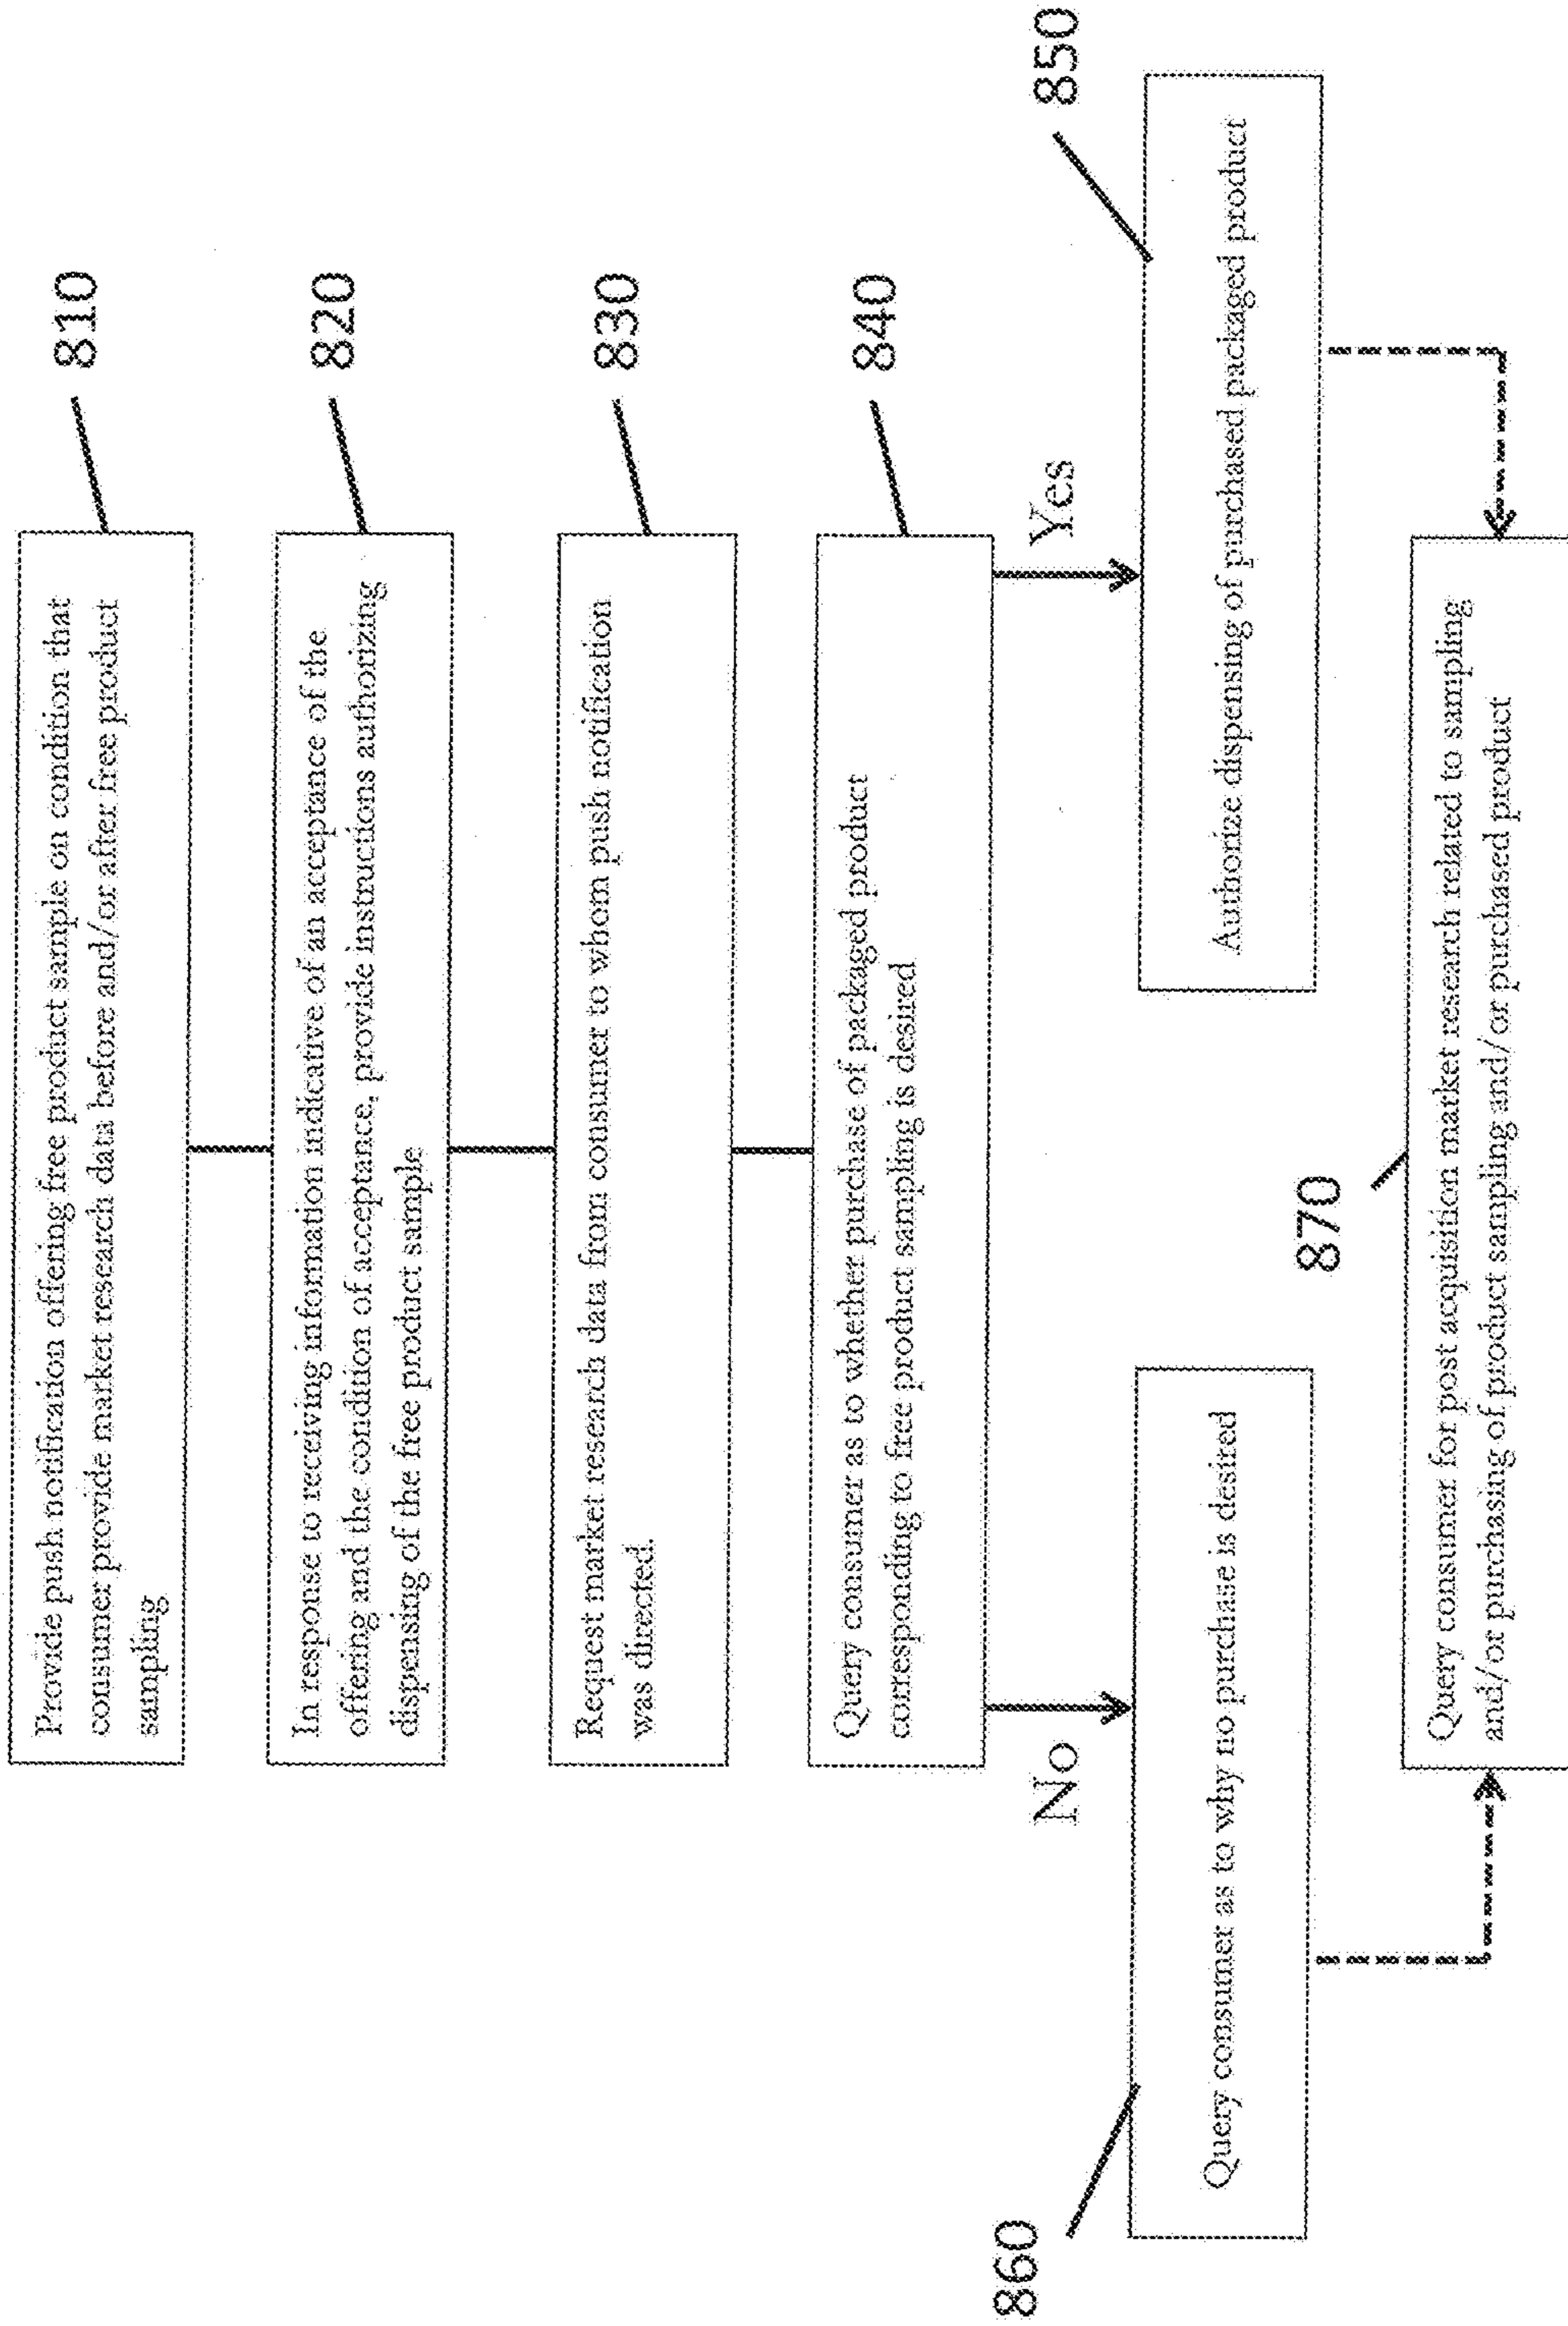 Provide push notification offering free product sample on condition that
consumer provide market research data before and/or after free product
sampling
810
In response to receiving information indicative of an acceptance of the
offering and the condition of acceptance, provide instructions authorizing
dispensing of the free product sample
820
Request market research data from consumer to whom push notification
was directed.
830
Query consumer as to whether purchase of packaged product
corresponding to free product sampling is desired
840
No
Yes
860
Query consumer as to why no purchase is desired
Authorize dispensing of purchased packaged product
850
870
Query consumer for post acquisition market research related to sampling
and/or purchasing of product sampling and/or purchased product